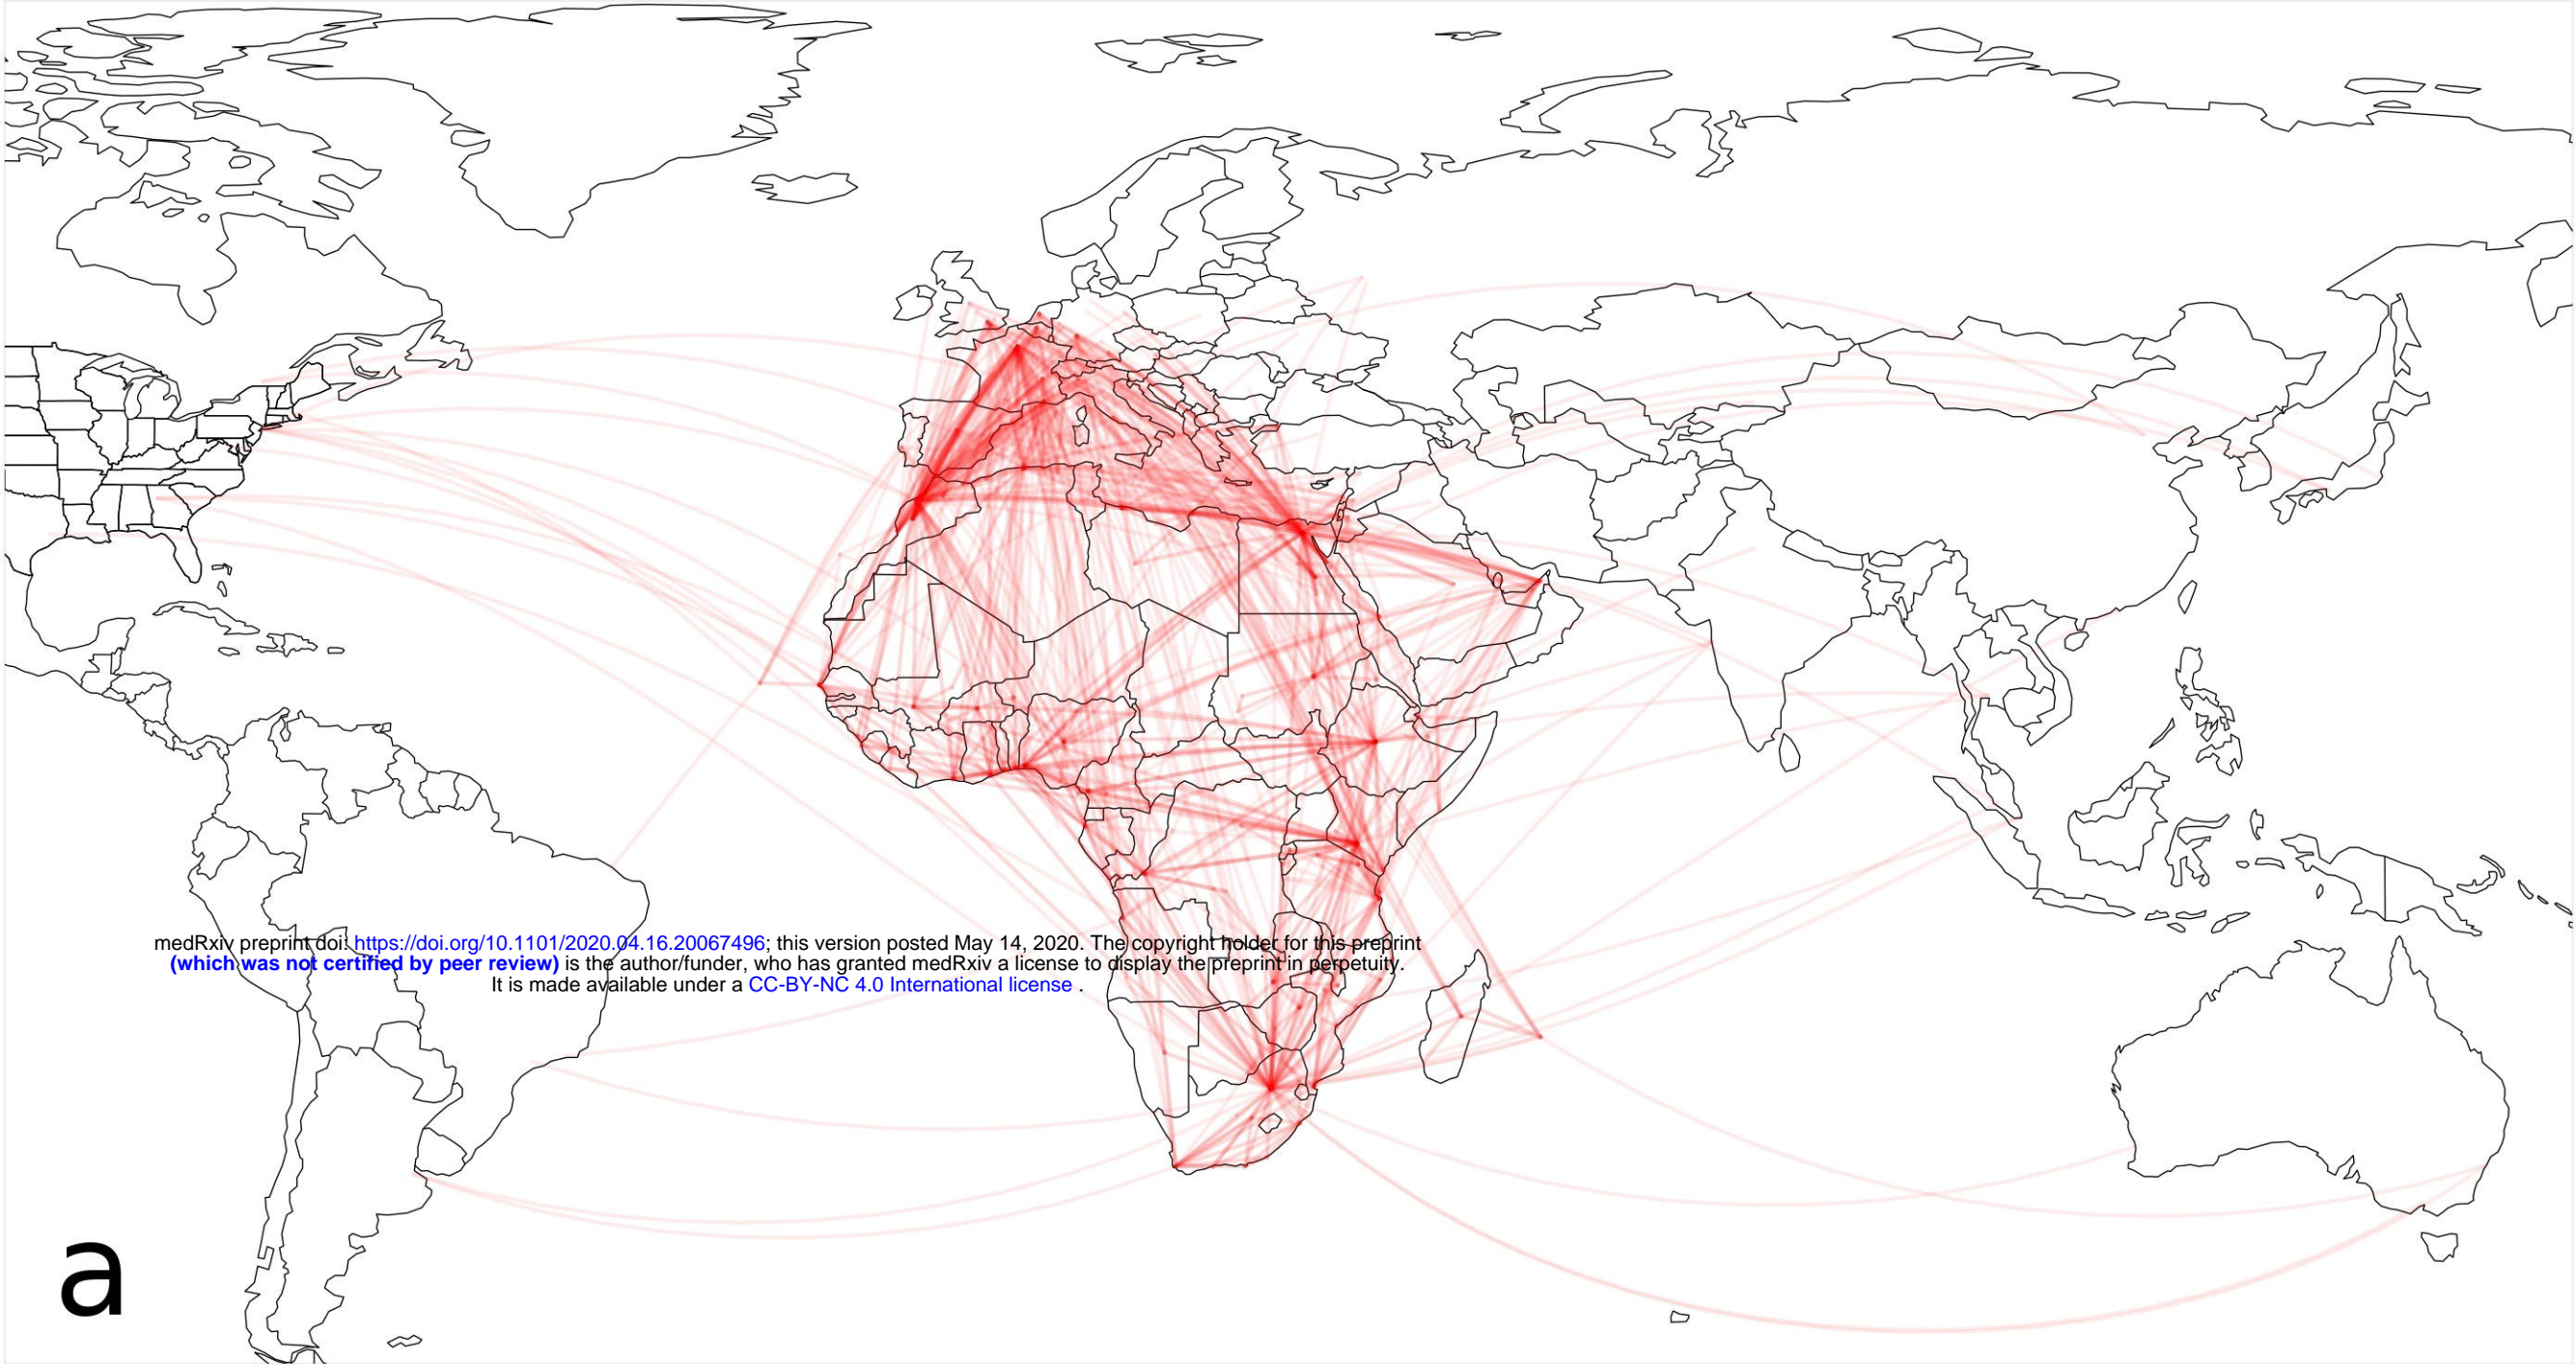 medRxiv preprint doi: https://doi.org/10.1101/2020.04.16.20067496; this version posted May 14, 2020. The copyright holder for this preprint
(which was not certified by peer review) is the author/funder, who has granted medRxiv a license to display the preprint in perpetuity.
It is made available under a CC-BY-NC 4.0 International license .
a